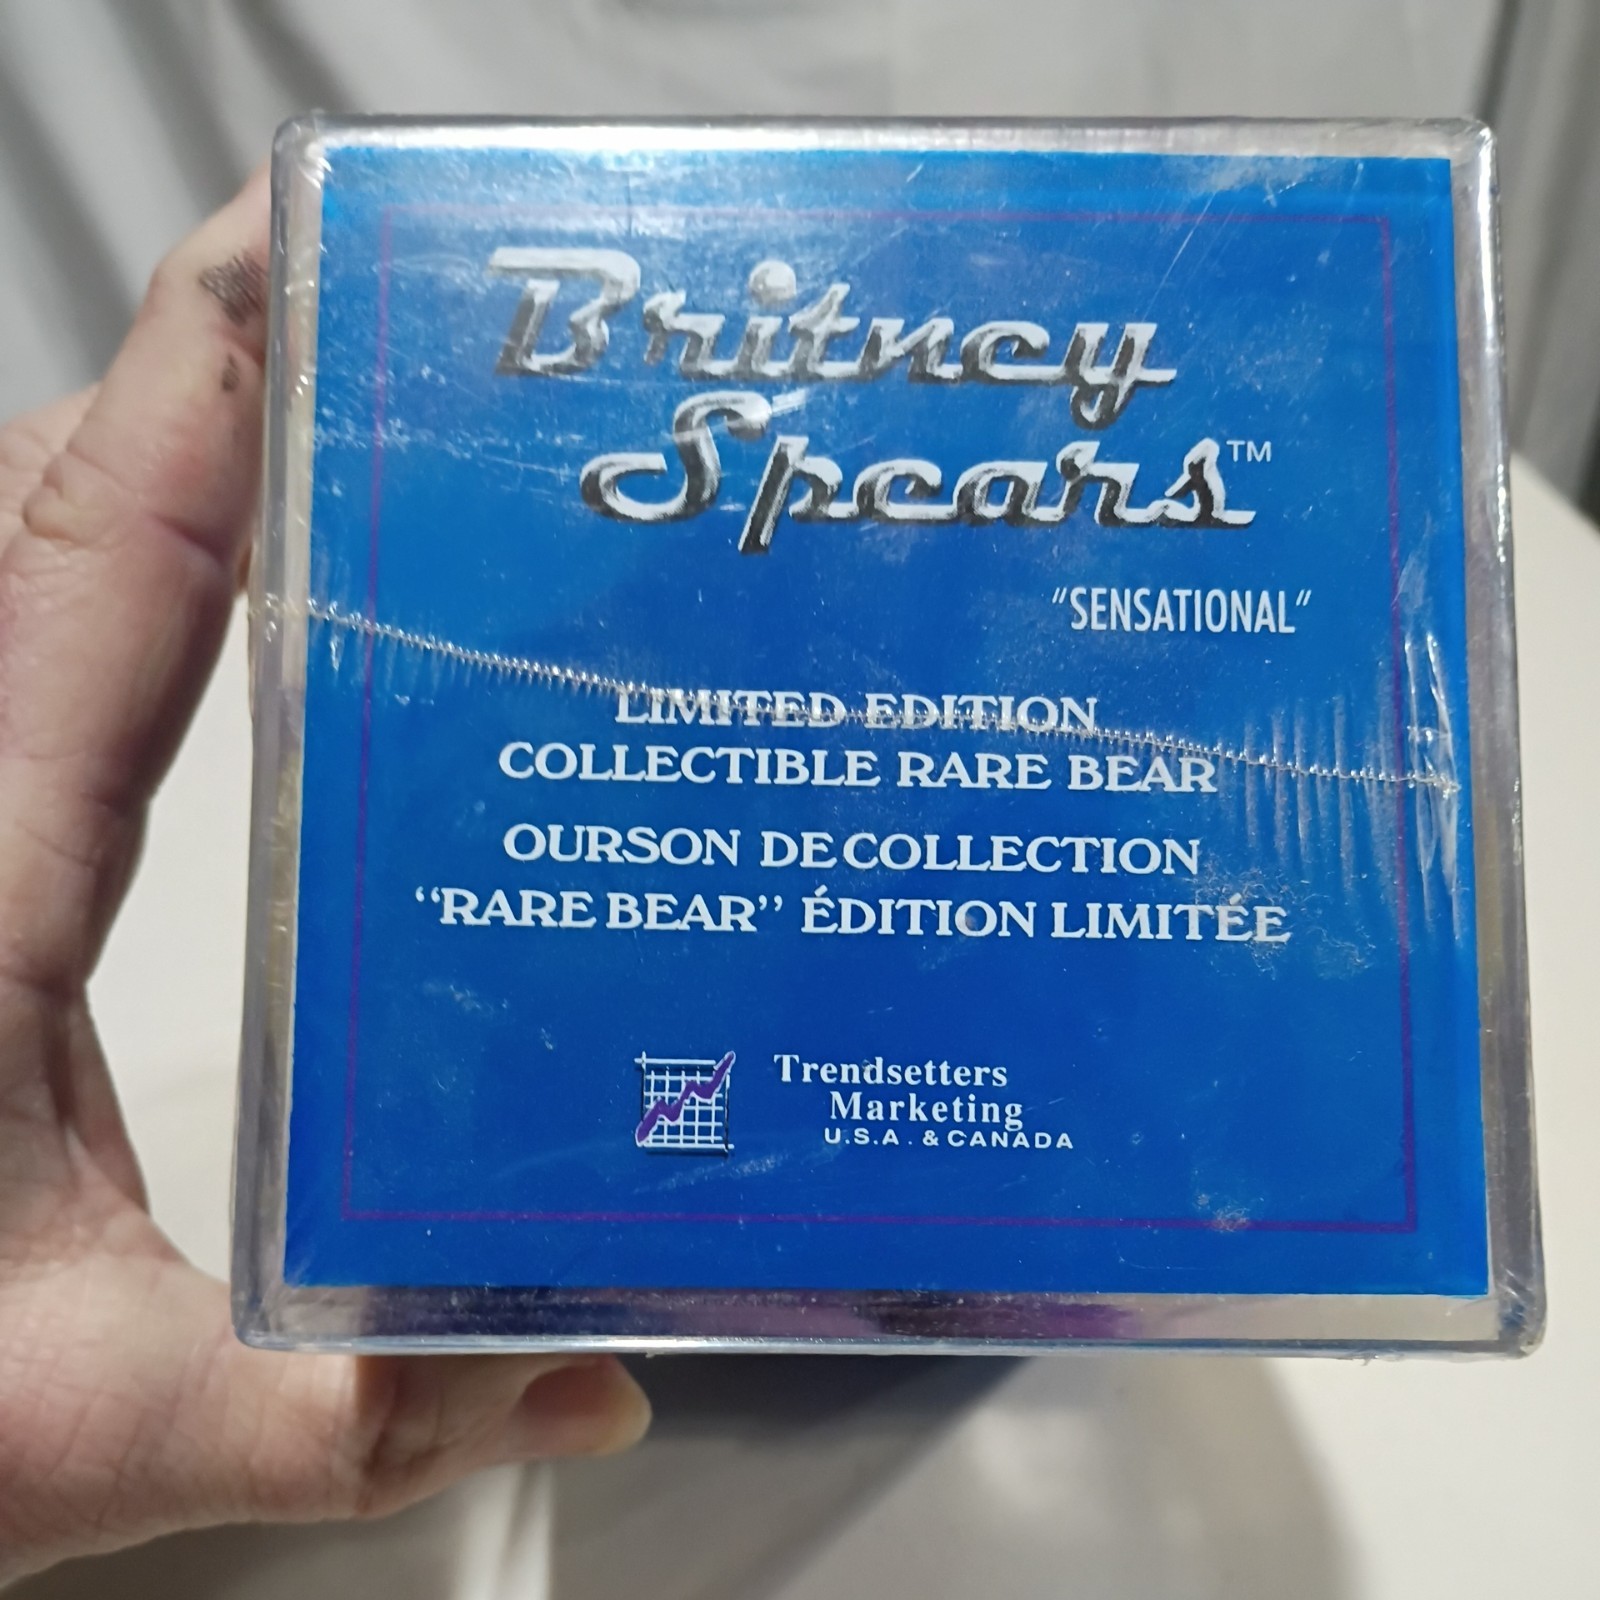 Britney
Spears™
"SENSATIONAL"
LIMITED EDITION
COLLECTIBLE RARE BEAR
OURSON DE COLLECTION
“RARE BEAR” ÉDITION LIMITÉE
Trendsetters
Marketing
U.S.A. & CANADA